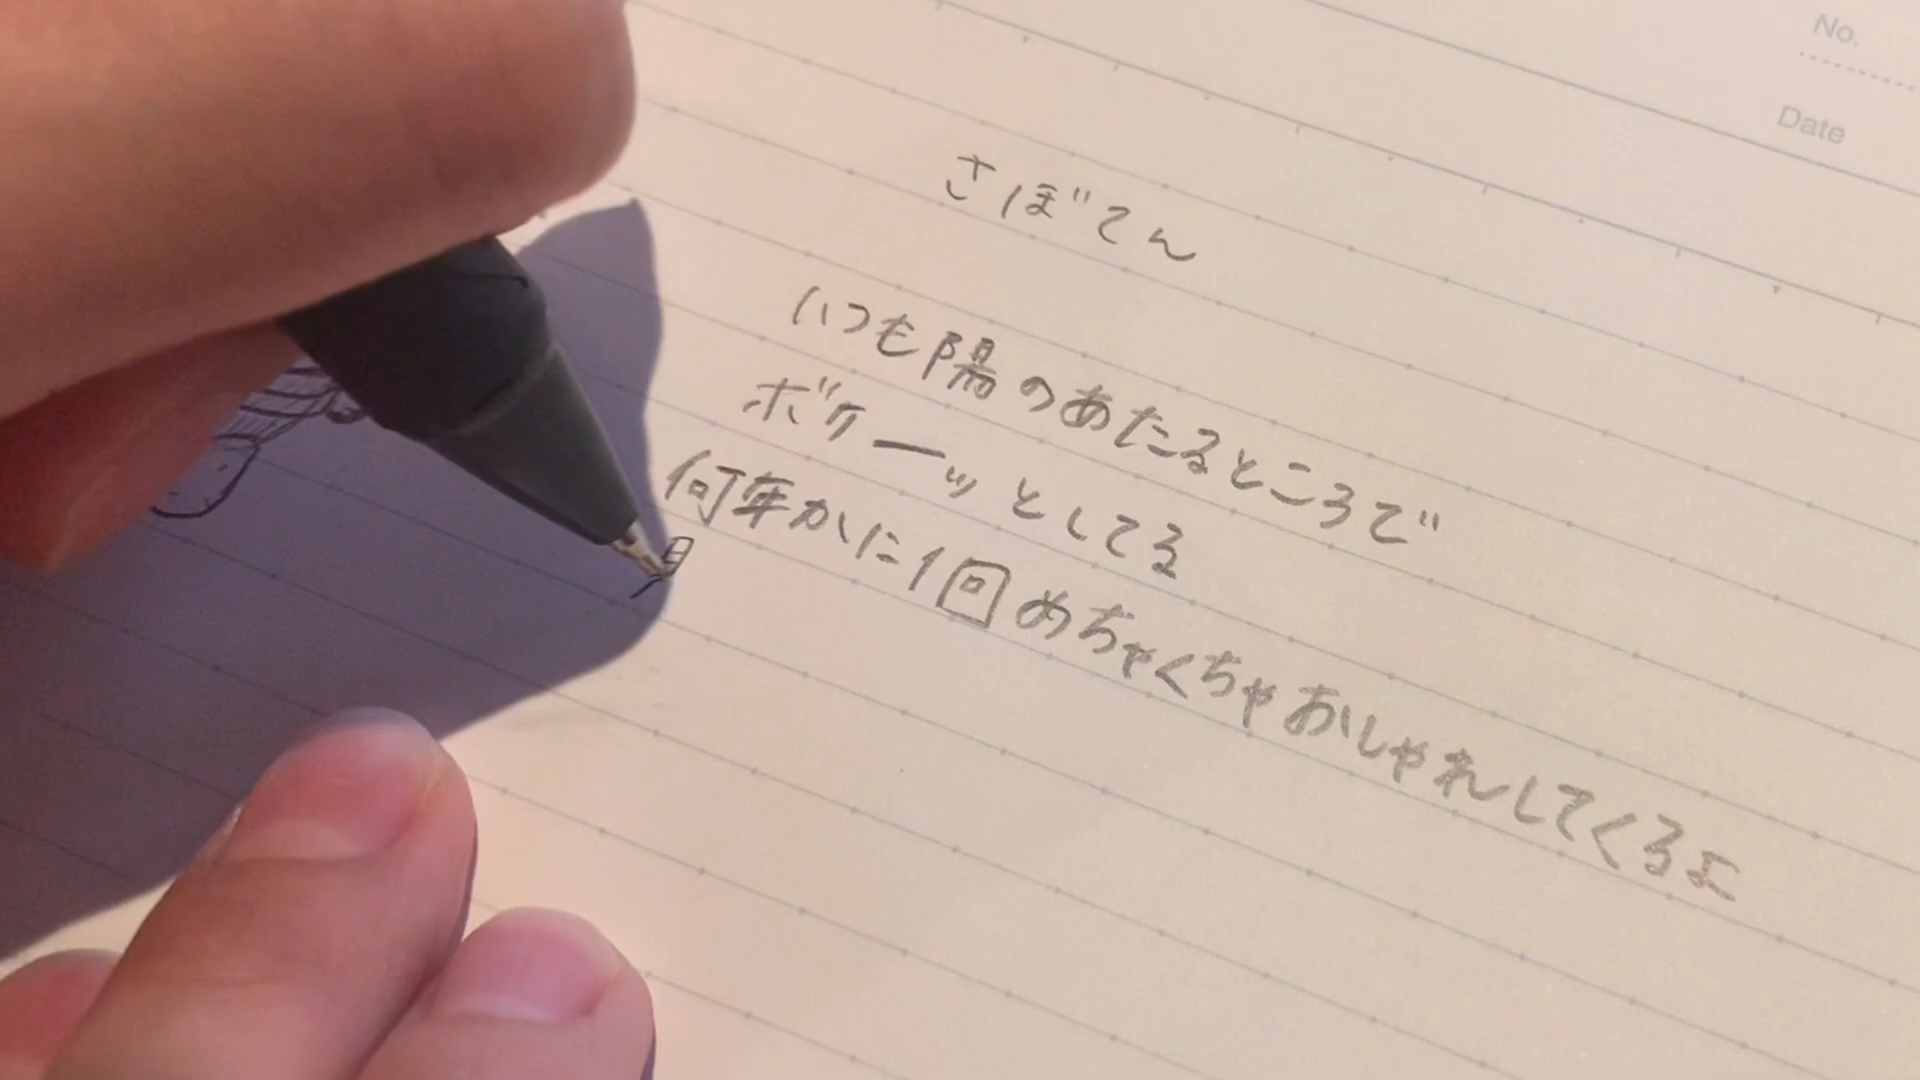 No.
Date
さぼてん
いつも陽のあたるところで
ボケーッとしてる
何年かに1回めちゃくちゃおしゃれしてくるよ